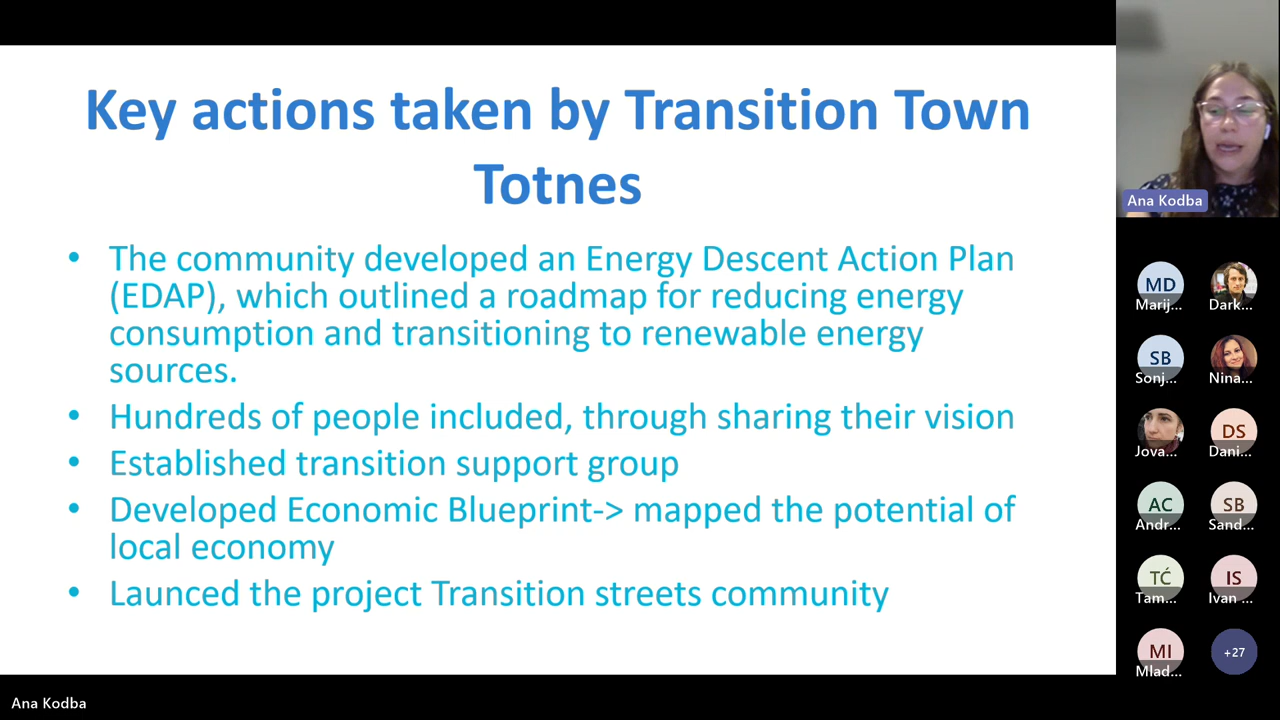 Key actions taken by Transition Town
Totnes
• The community developed an Energy Descent Action Plan
(EDAP), which outlined a roadmap for reducing energy
consumption and transitioning to renewable energy
sources.
• Hundreds of people included, through sharing their vision
• Established transition support group
• Developed Economic Blueprint-> mapped the potential of
local economy
• Launced the project Transition streets community
Ana Kodba
MD
Marij...
Dark...
SB
Sonj...
Nina...
Jova...
DS
Dani...
AC
Andr...
SB
Sand...
TĆ
Tam...
IS
Ivan ...
MI
Mlad...
+27
Ana Kodba